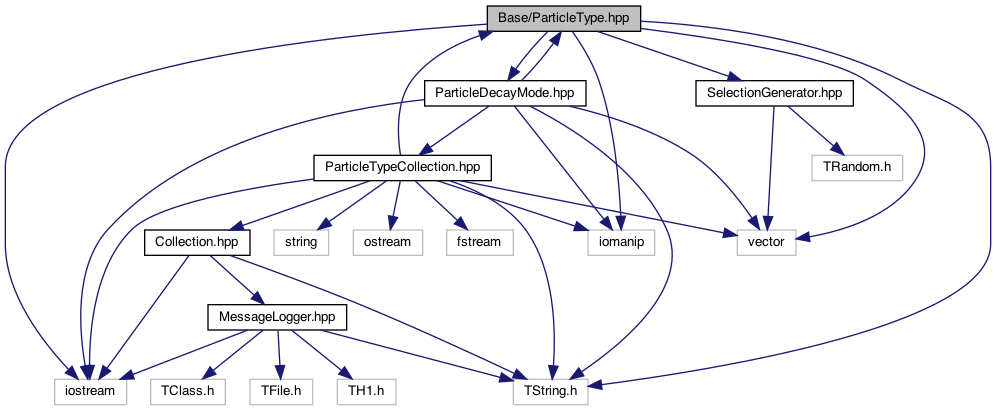 Base/ParticleType.hpp
ParticleDecayMode.hpp
SelectionGenerator.hpp
ParticleTypeCollection.hpp
TRandom.h
Collection.hpp
string
ostream
fstream
iomanip
vector
MessageLogger.hpp
iostream
TClass.h
TFile.h
TH1.h
TString.h